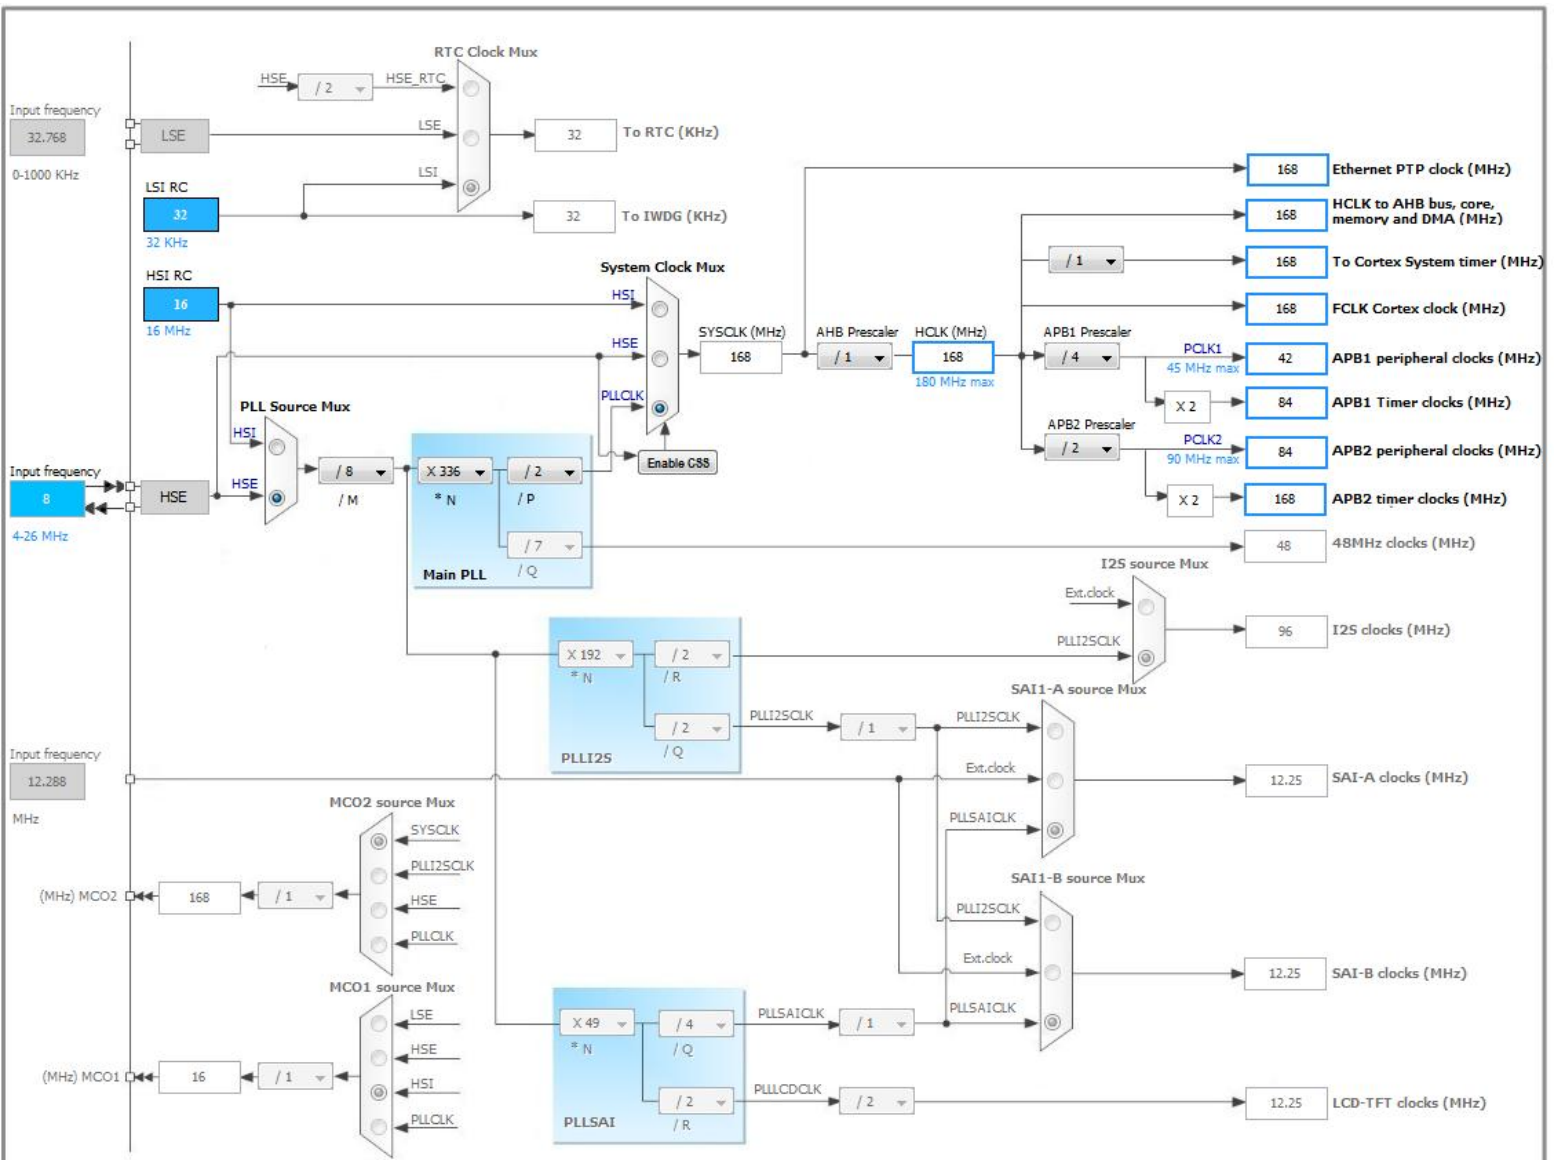 RTC Clock Mux
HSE
/ 2
HSE_RTC
Input frequency
32.768
0-1000 KHz
LSE
LSE
32
To RTC (KHz)
LSI
LSI RC
32
32 KHz
32
To IWDG (KHz)
168
Ethernet PTP clock (MHz)
168
HCLK to AHB bus, core,
memory and DMA (MHz)
/ 1
168
To Cortex System timer (MHz)
168
FCLK Cortex clock (MHz)
HSI RC
16
16 MHz
System Clock Mux
HSI
HSE
PLLCLK
SYSCLK (MHz)
168
AHB Prescaler
/ 1
HCLK (MHz)
168
180 MHz max
APB1 Prescaler
/ 4
PCLK1
45 MHz max
42
APB1 peripheral clocks (MHz)
X 2
84
APB1 Timer clocks (MHz)
APB2 Prescaler
/ 2
PCLK2
90 MHz max
84
APB2 peripheral clocks (MHz)
X 2
168
APB2 timer clocks (MHz)
Enable CSS
PLL Source Mux
HSI
HSE
Input frequency
8
4-26 MHz
HSE
/ 8
/ M
X 336
* N
/ 2
/ P
/ 7
/ Q
Main PLL
48
48MHz clocks (MHz)
I2S source Mux
Ext.clock
PLLI2SCLK
96
I2S clocks (MHz)
X 192
* N
/ 2
/ R
/ 2
/ Q
PLLI2S
PLLI2SCLK
/ 1
SAI1-A source Mux
PLLI2SCLK
Ext.clock
PLLSAICLK
12.25
SAI-A clocks (MHz)
Input frequency
12.288
MHz
MCO2 source Mux
SYSCLK
PLLI2SCLK
HSE
PLLCLK
(MHz) MCO2
168
/ 1
SAI1-B source Mux
PLLI2SCLK
Ext.clock
PLLSAICLK
12.25
SAI-B clocks (MHz)
MCO1 source Mux
LSE
HSE
HSI
PLLCLK
(MHz) MCO1
16
/ 1
X 49
* N
/ 4
/ Q
/ 2
/ R
PLLSAI
PLLSAICLK
/ 1
PLLLCDCLK
/ 2
12.25
LCD-TFT clocks (MHz)